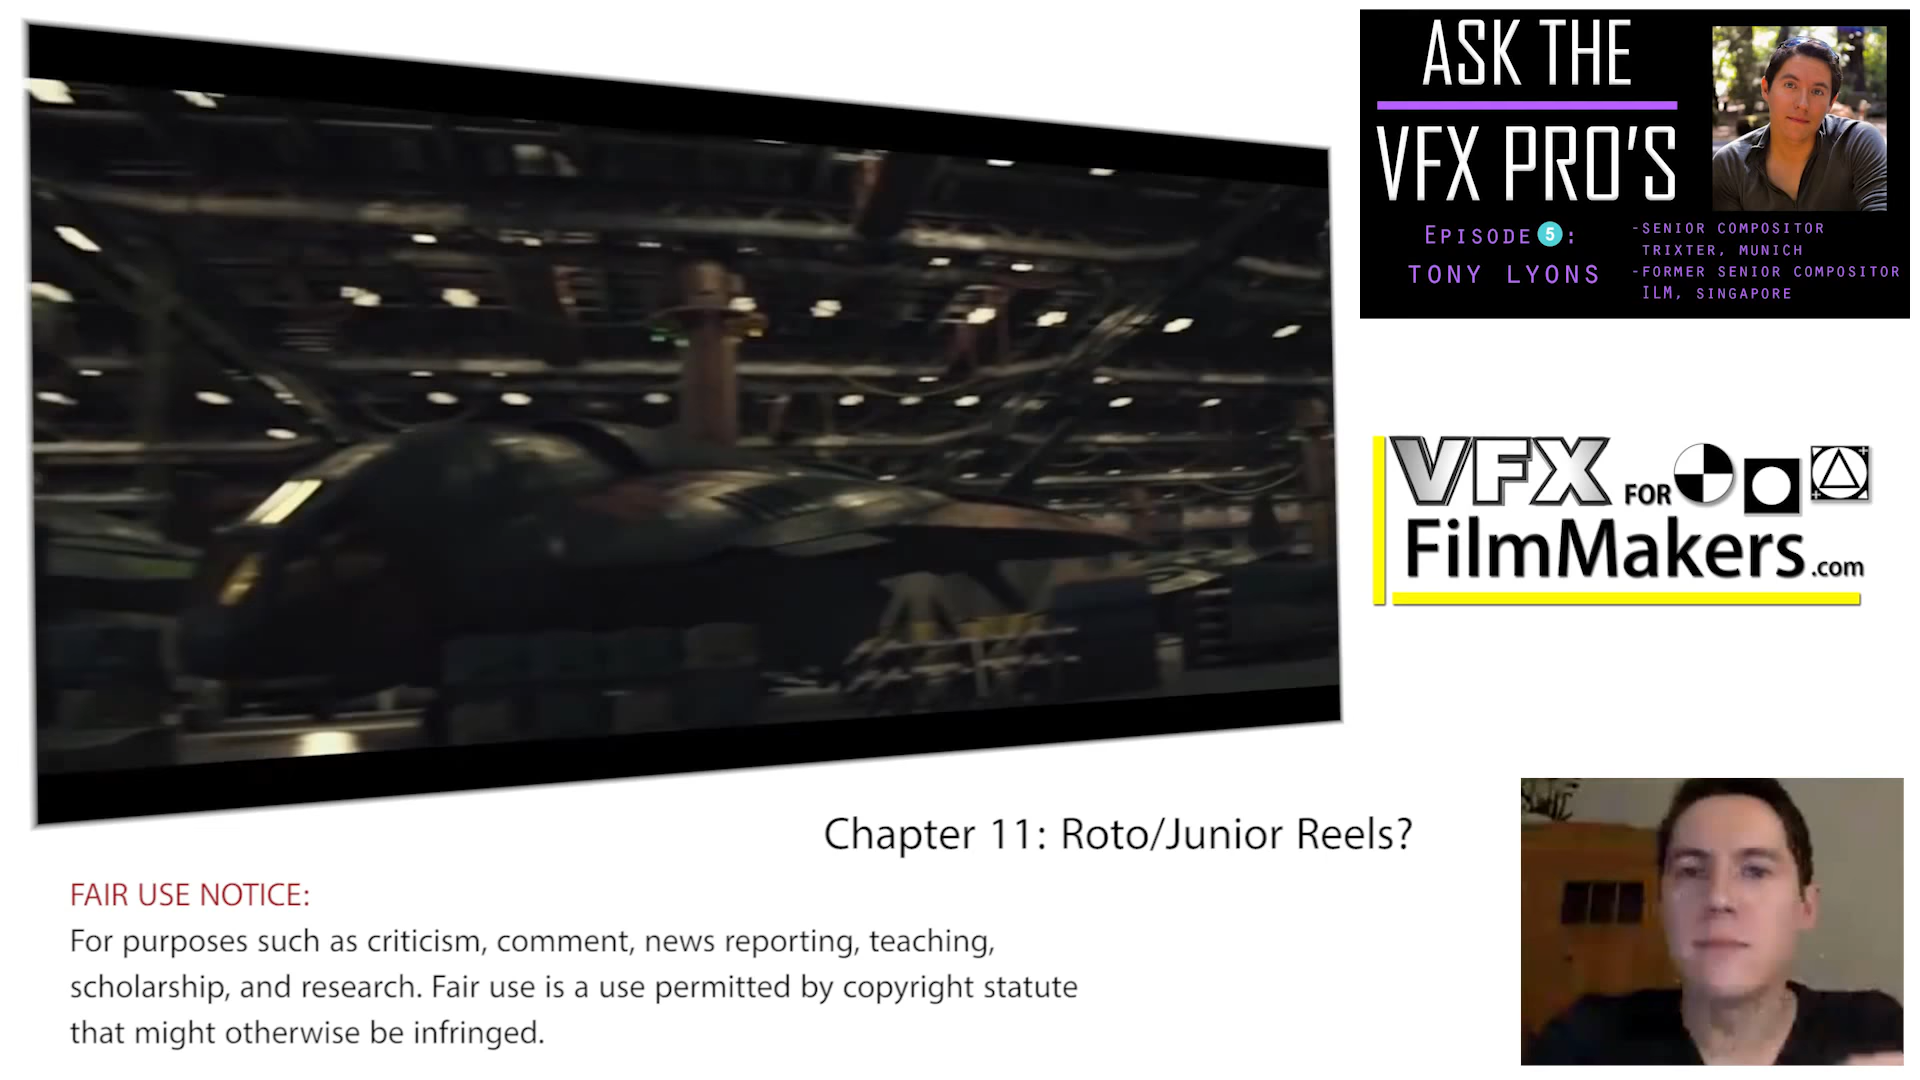 ASK THE
VFX PRO'S
EPISODE 5:
TONY LYONS
-SENIOR COMPOSITOR
TRIXTER, MUNICH
-FORMER SENIOR COMPOSITOR
ILM, SINGAPORE
VFX FOR
FilmMakers.com
Chapter 11: Roto/Junior Reels?
FAIR USE NOTICE:
For purposes such as criticism, comment, news reporting, teaching,
scholarship, and research. Fair use is a use permitted by copyright statute
that might otherwise be infringed.